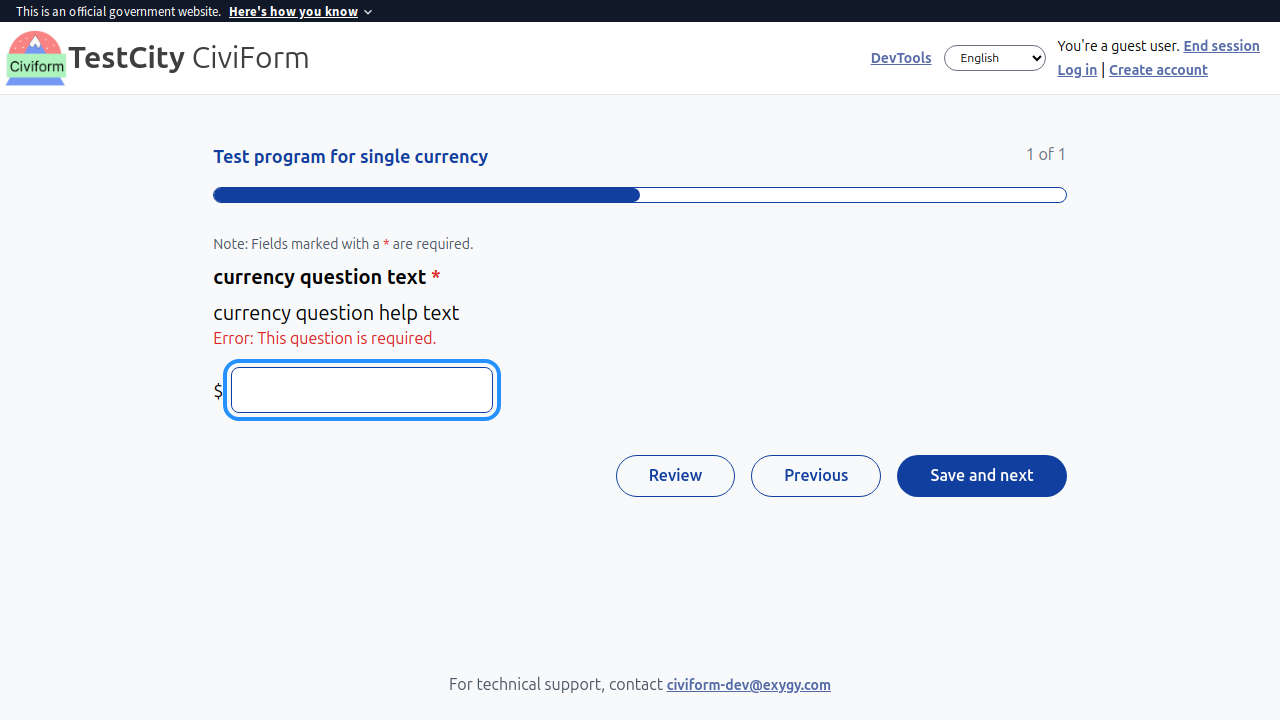 This is an official government website. Here's how you know
Civiform
TestCity CiviForm
DevTools
English
You're a guest user. End session
Log in | Create account
Test program for single currency
1 of 1
Note: Fields marked with a * are required.
currency question text *
currency question help text
Error: This question is required.
$
Review
Previous
Save and next
For technical support, contact civiform-dev@exygy.com